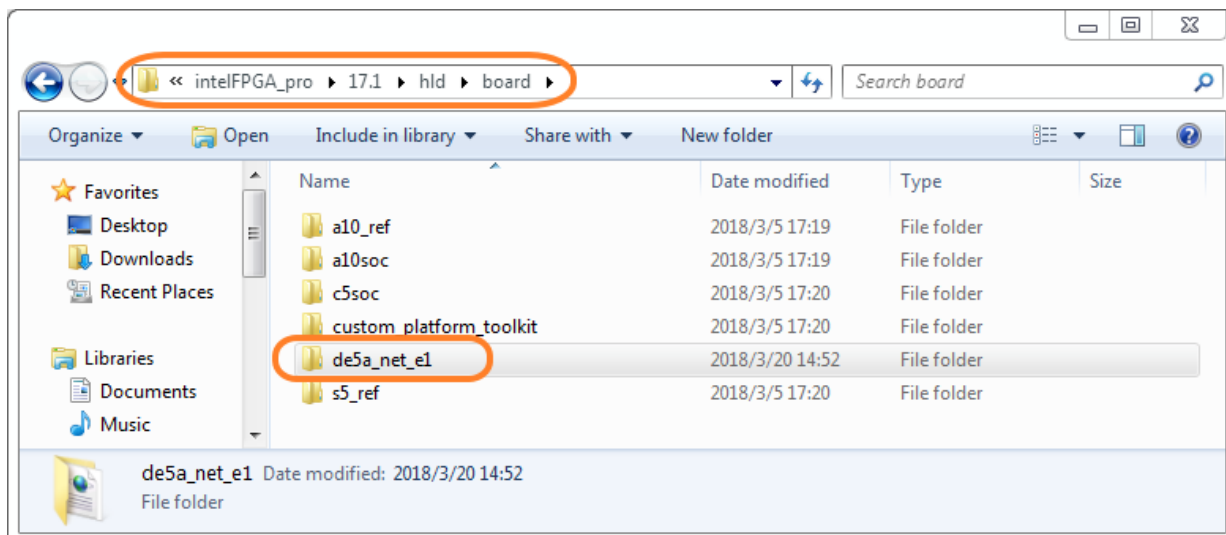 « intelFPGA_pro ▸ 17.1 ▸ hld ▸ board ▸ Search board
Organize ▾ Open Include in library ▾ Share with ▾ New folder
Favorites
Desktop
Downloads
Recent Places
Libraries
Documents
Music
Name Date modified Type Size
a10_ref 2018/3/5 17:19 File folder
a10soc 2018/3/5 17:19 File folder
c5soc 2018/3/5 17:20 File folder
custom_platform_toolkit 2018/3/5 17:20 File folder
de5a_net_e1 2018/3/20 14:52 File folder
s5_ref 2018/3/5 17:20 File folder
de5a_net_e1 Date modified: 2018/3/20 14:52
File folder